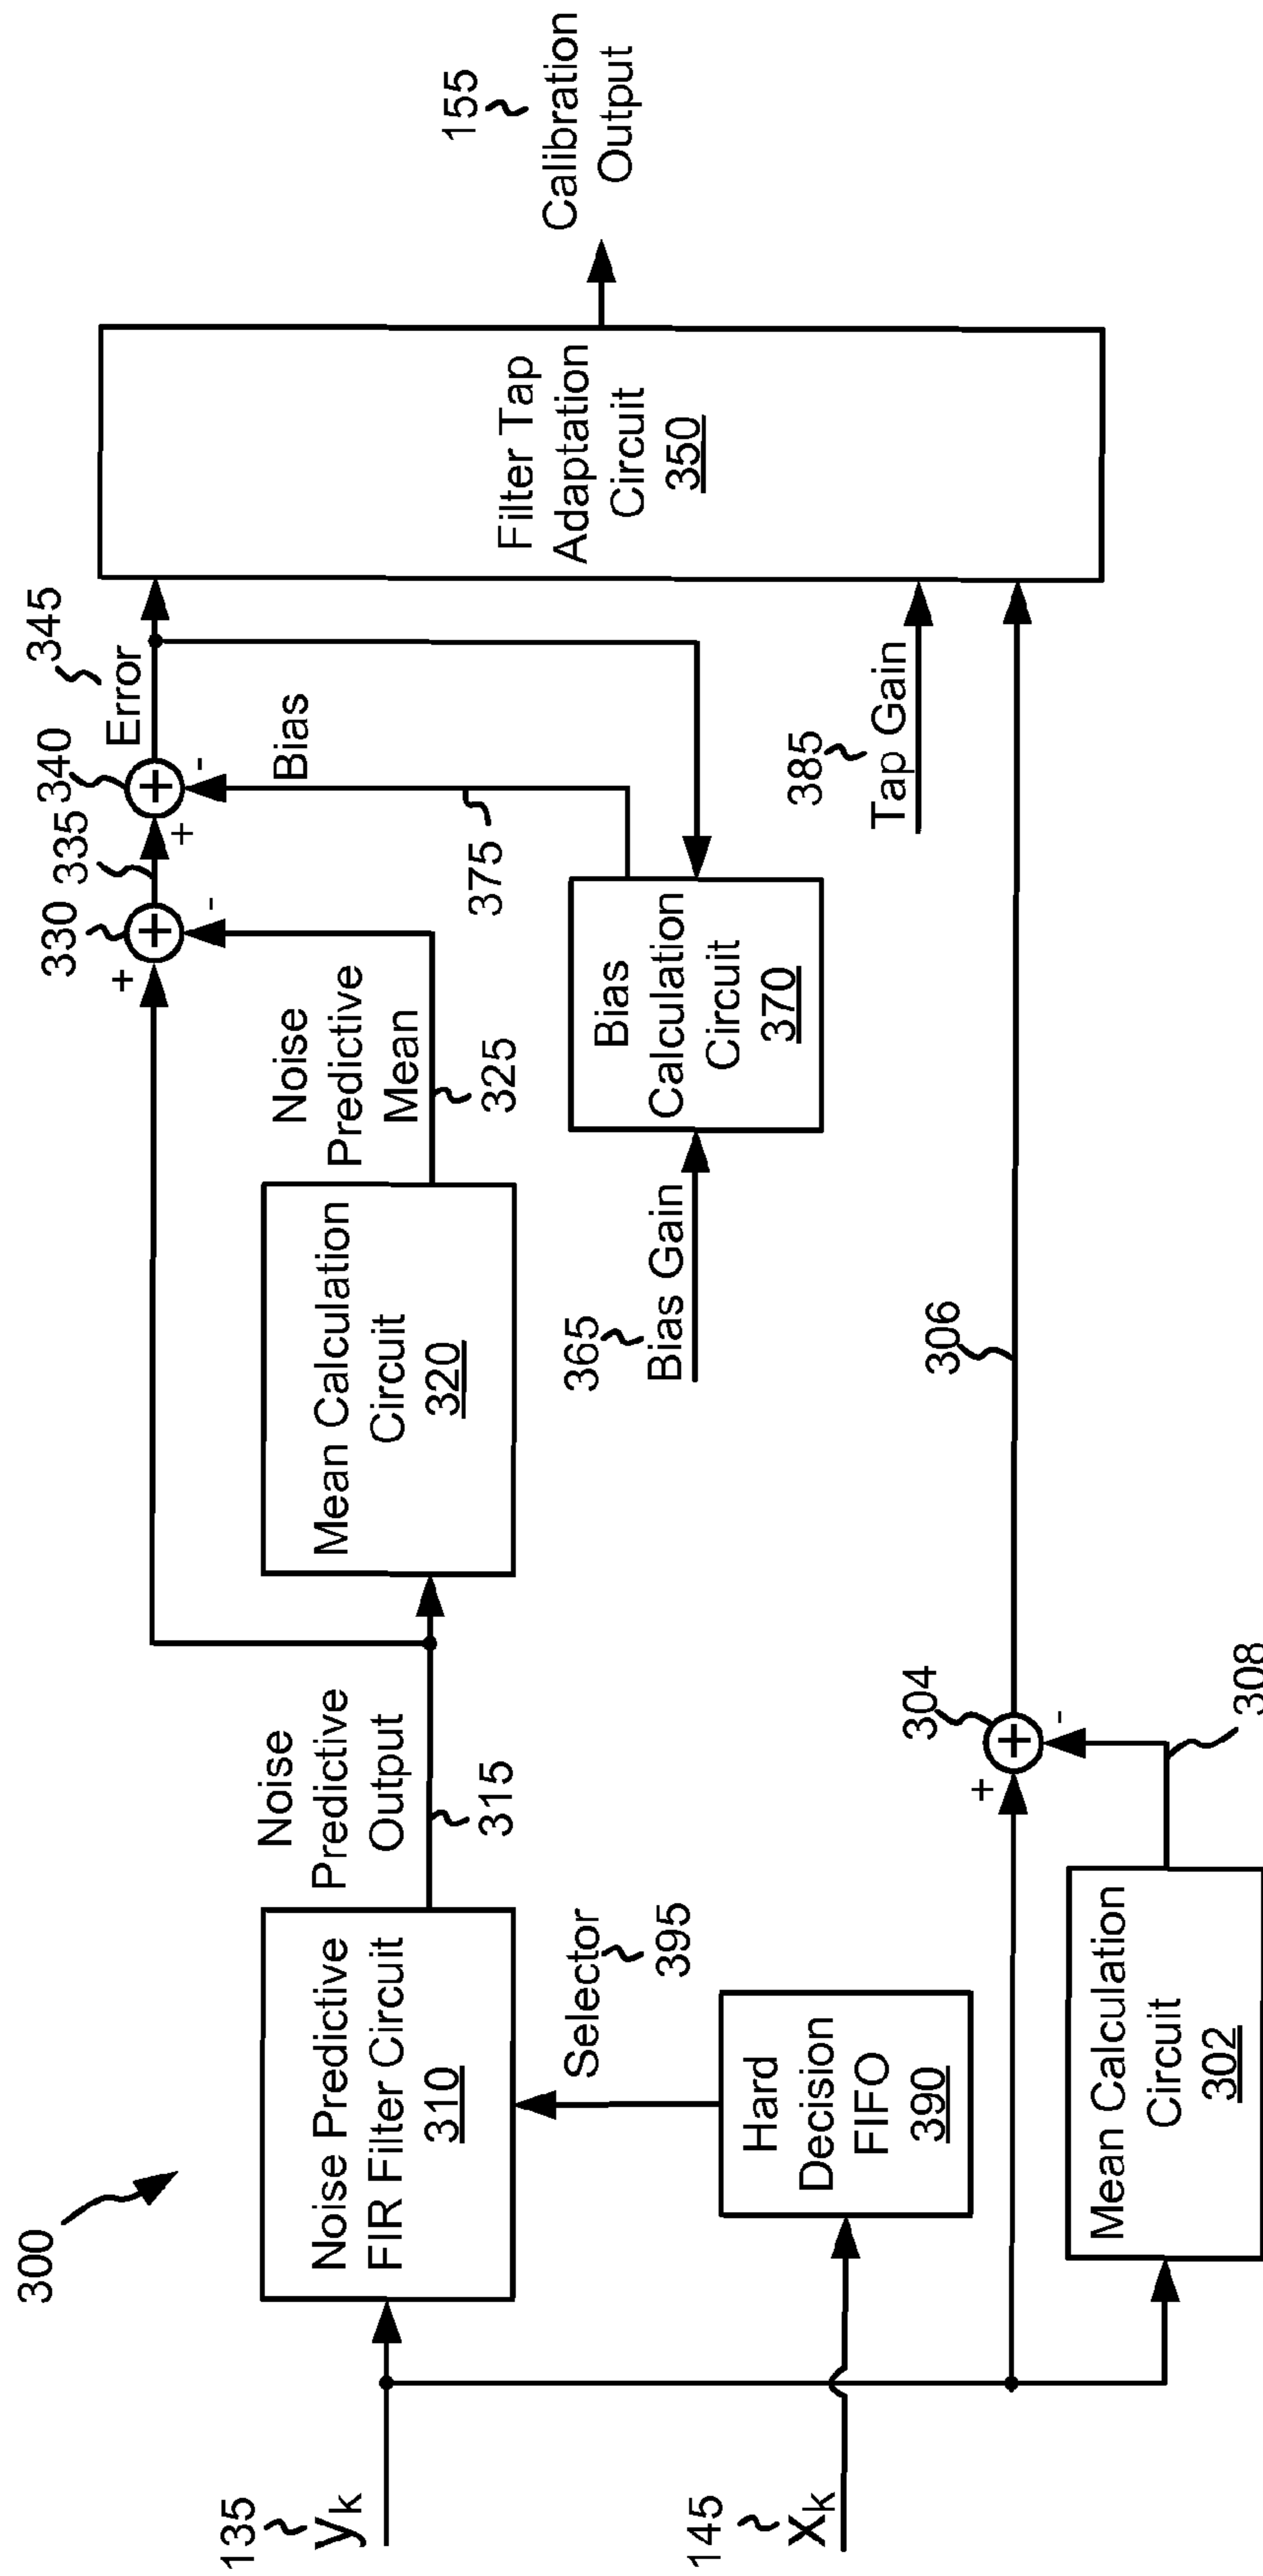 300
135
yk
145
xk
Noise Predictive
FIR Filter Circuit
310
Selector
395
Hard
Decision
FIFO
390
Mean Calculation
Circuit
302
Noise
Predictive
Output
315
304
+
+
-
308
306
Mean Calculation
Circuit
320
Noise
Predictive
Mean
325
330
+
+
-
335
340
+
+
-
Error
345
Bias
375
365
Bias Gain
Bias
Calculation
Circuit
370
385
Tap Gain
Filter Tap
Adaptation
Circuit
350
155
Calibration
Output